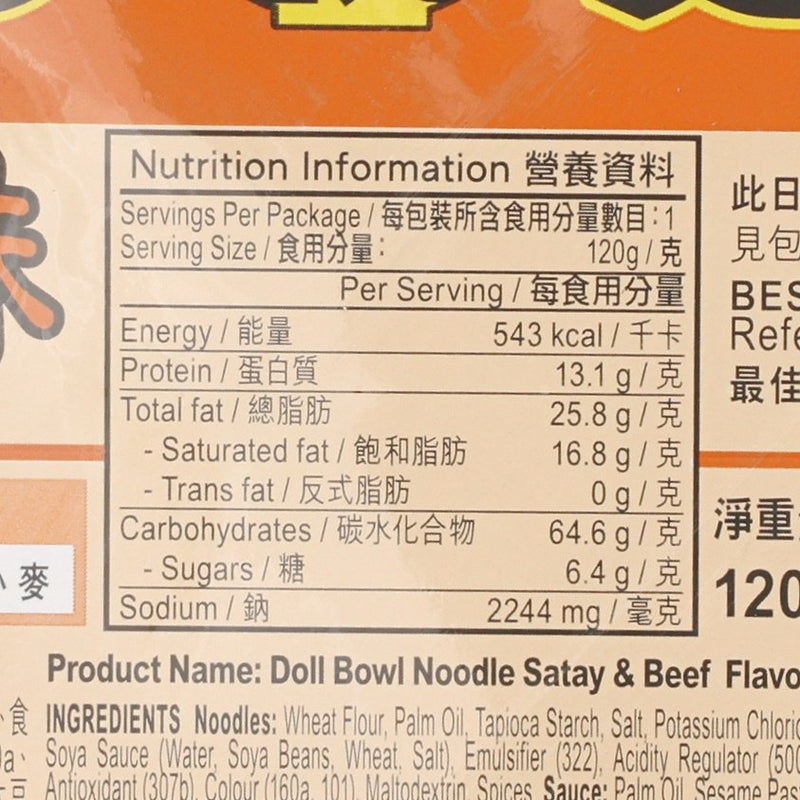 味
Nutrition Information 營養資料
Servings Per Package / 每包裝所含食用分量數目：1
Serving Size / 食用分量： 120g / 克
Per Serving / 每食用分量
Energy / 能量 543 kcal / 千卡
Protein / 蛋白質 13.1 g / 克
Total fat / 總脂肪 25.8 g / 克
- Saturated fat / 飽和脂肪 16.8 g / 克
- Trans fat / 反式脂肪 0 g / 克
Carbohydrates / 碳水化合物 64.6 g / 克
- Sugars / 糖 6.4 g / 克
Sodium / 鈉 2244 mg / 毫克
此日
見包
BES
Refe
最佳
淨重
120
小麥
Product Name: Doll Bowl Noodle Satay & Beef Flavo
INGREDIENTS Noodles: Wheat Flour, Palm Oil, Tapioca Starch, Salt, Potassium Chloric
Soya Sauce (Water, Soya Beans, Wheat, Salt), Emulsifier (322), Acidity Regulator (500
Antioxidant (307b), Colour (160a, 101), Maltodextrin, Spices. Sauce: Palm Oil, Sesame Pas
食